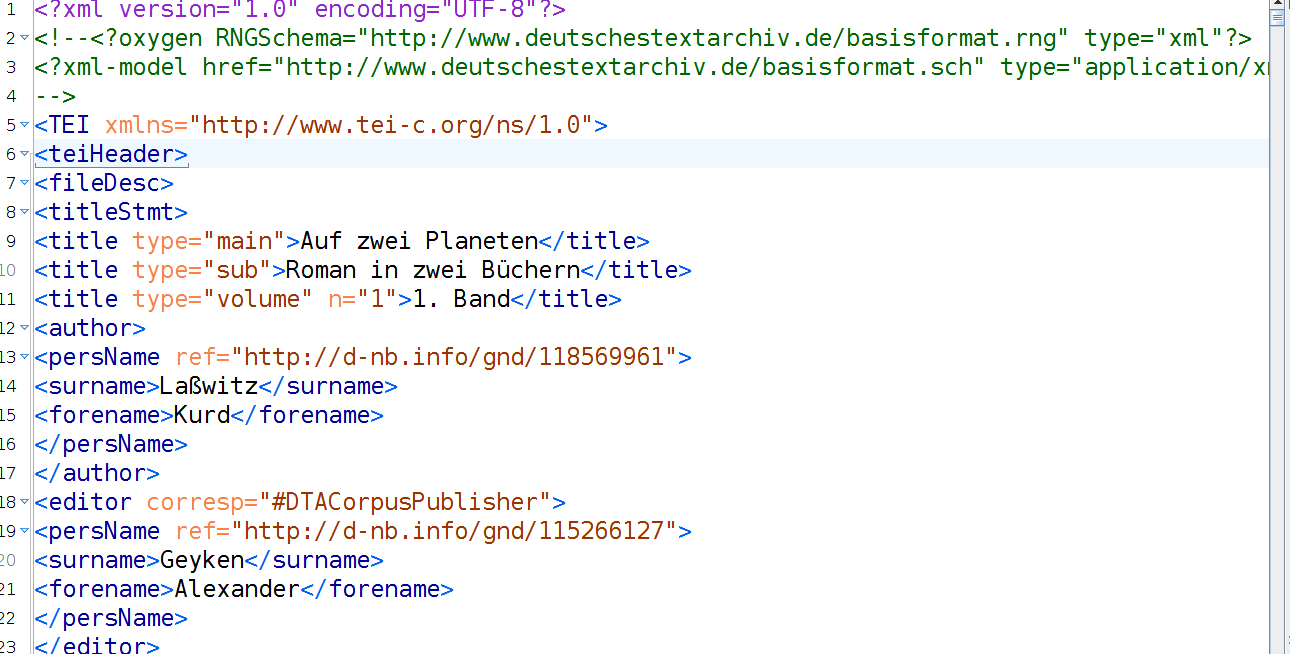 1 <?xml version="1.0" encoding="UTF-8"?>
2 <!--<?oxygen RNGSchema="http://www.deutschestextarchiv.de/basisformat.rng" type="xml"?>
3 <?xml-model href="http://www.deutschestextarchiv.de/basisformat.sch" type="application/x
4 -->
5 <TEI xmlns="http://www.tei-c.org/ns/1.0">
6 <teiHeader>
7 <fileDesc>
8 <titleStmt>
9 <title type="main">Auf zwei Planeten</title>
10 <title type="sub">Roman in zwei Büchern</title>
11 <title type="volume" n="1">1. Band</title>
12 <author>
13 <persName ref="http://d-nb.info/gnd/118569961">
14 <surname>Laßwitz</surname>
15 <forename>Kurd</forename>
16 </persName>
17 </author>
18 <editor corresp="#DTACorpusPublisher">
19 <persName ref="http://d-nb.info/gnd/115266127">
20 <surname>Geyken</surname>
21 <forename>Alexander</forename>
22 </persName>
23 </editor>